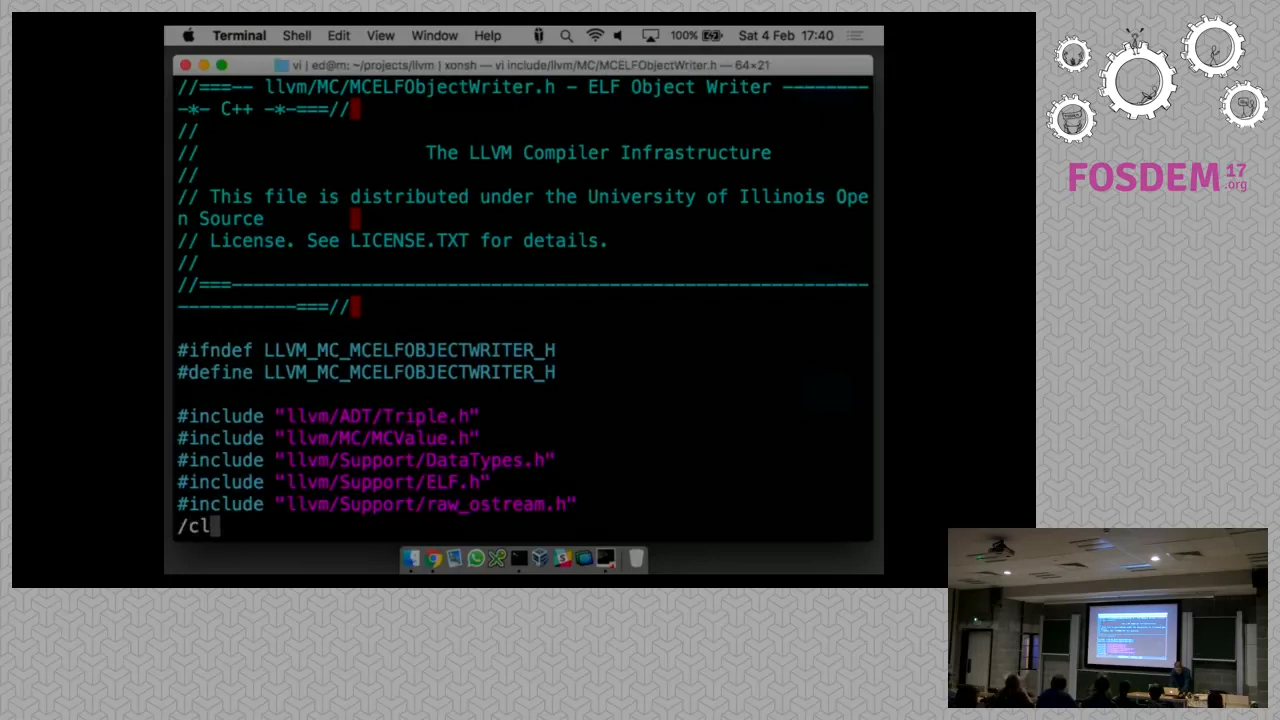 Terminal Shell Edit View Window Help 100% Sat 4 Feb 17:40
vi | ed@m: ~/projects/llvm | xonsh — vi include/llvm/MC/MCELFObjectWriter.h — 64×21
//===-- llvm/MC/MCELFObjectWriter.h - ELF Object Writer --------
-*- C++ -*-===//
//
// The LLVM Compiler Infrastructure
//
// This file is distributed under the University of Illinois Ope
n Source
// License. See LICENSE.TXT for details.
//
//===-----------------------------------------------------------
-----------===//
#ifndef LLVM_MC_MCELFOBJECTWRITER_H
#define LLVM_MC_MCELFOBJECTWRITER_H
#include "llvm/ADT/Triple.h"
#include "llvm/MC/MCValue.h"
#include "llvm/Support/DataTypes.h"
#include "llvm/Support/ELF.h"
#include "llvm/Support/raw_ostream.h"
/cl
FOSDEM 17
.org